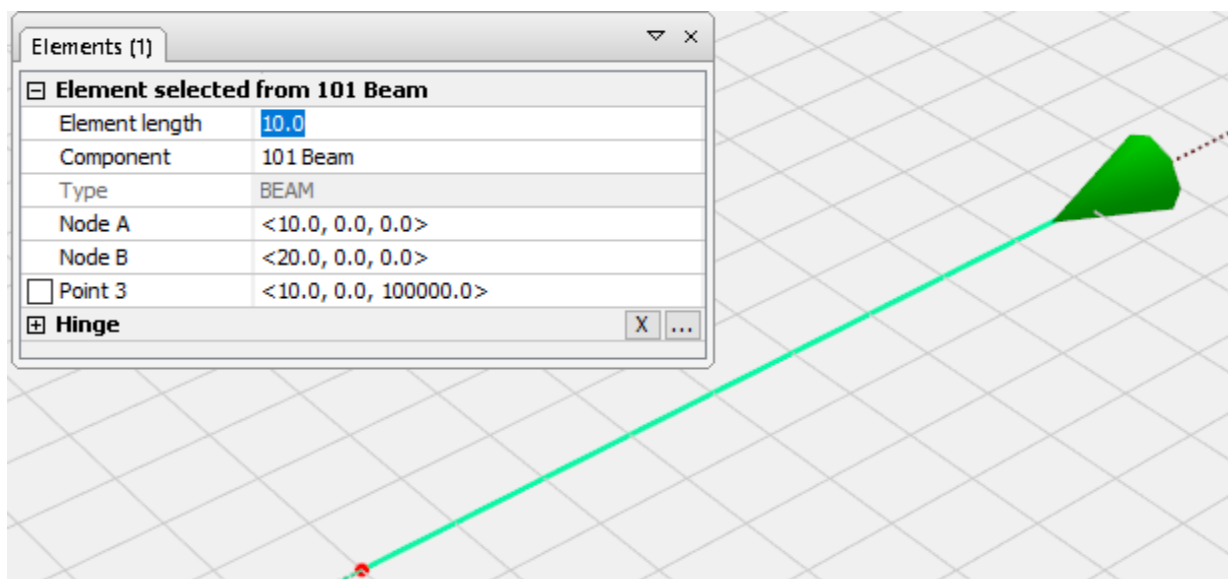 Elements (1)
Element selected from 101 Beam
Element length 10.0
Component 101 Beam
Type BEAM
Node A <10.0, 0.0, 0.0>
Node B <20.0, 0.0, 0.0>
Point 3 <10.0, 0.0, 100000.0>
Hinge X ...